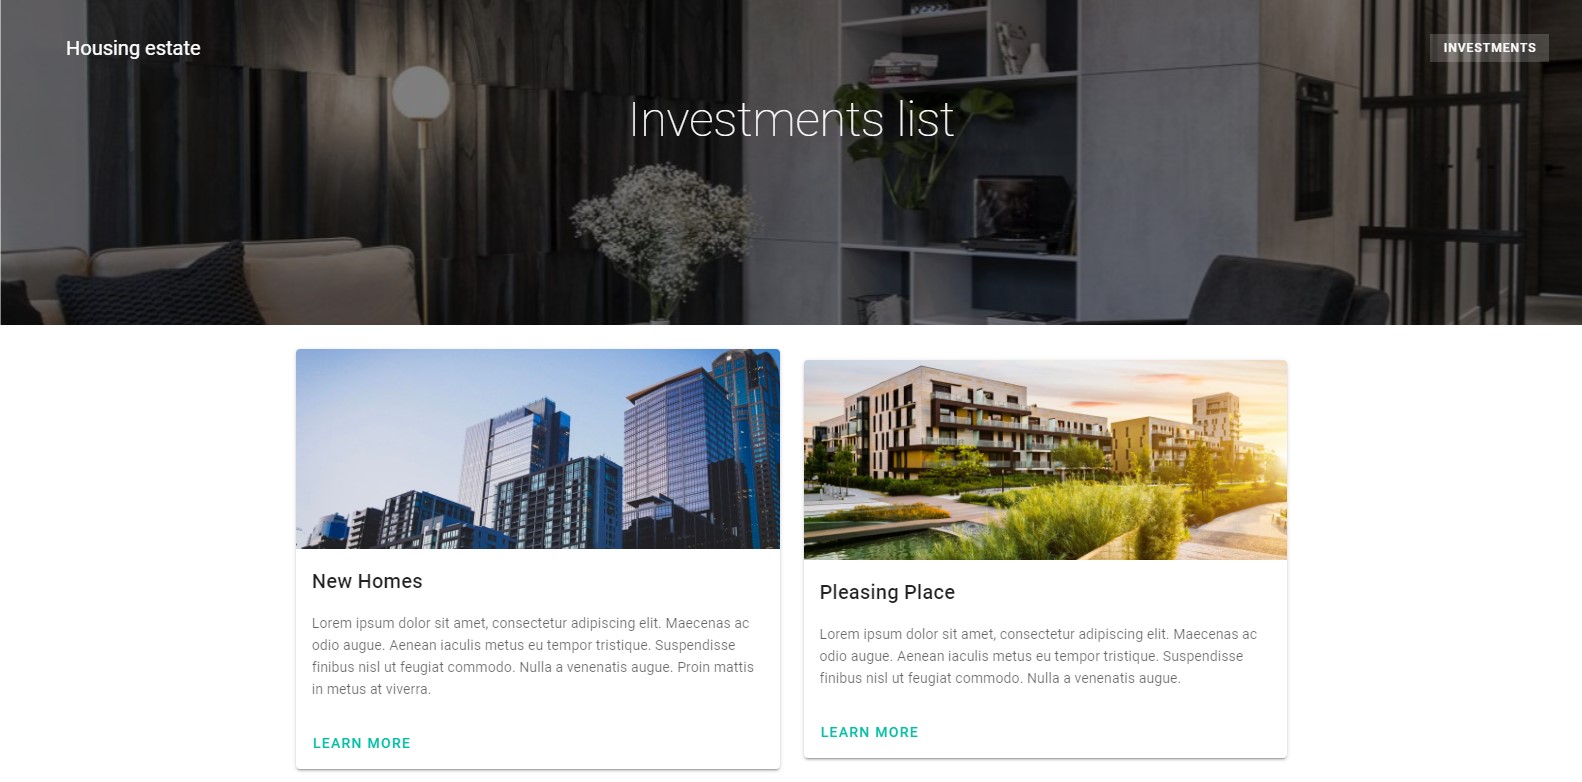 Housing estate
INVESTMENTS
Investments list
New Homes
Lorem ipsum dolor sit amet, consectetur adipiscing elit. Maecenas ac
odio augue. Aenean iaculis metus eu tempor tristique. Suspendisse
finibus nisl ut feugiat commodo. Nulla a venenatis augue. Proin mattis
in metus at viverra.
LEARN MORE
Pleasing Place
Lorem ipsum dolor sit amet, consectetur adipiscing elit. Maecenas ac
odio augue. Aenean iaculis metus eu tempor tristique. Suspendisse
finibus nisl ut feugiat commodo. Nulla a venenatis augue.
LEARN MORE